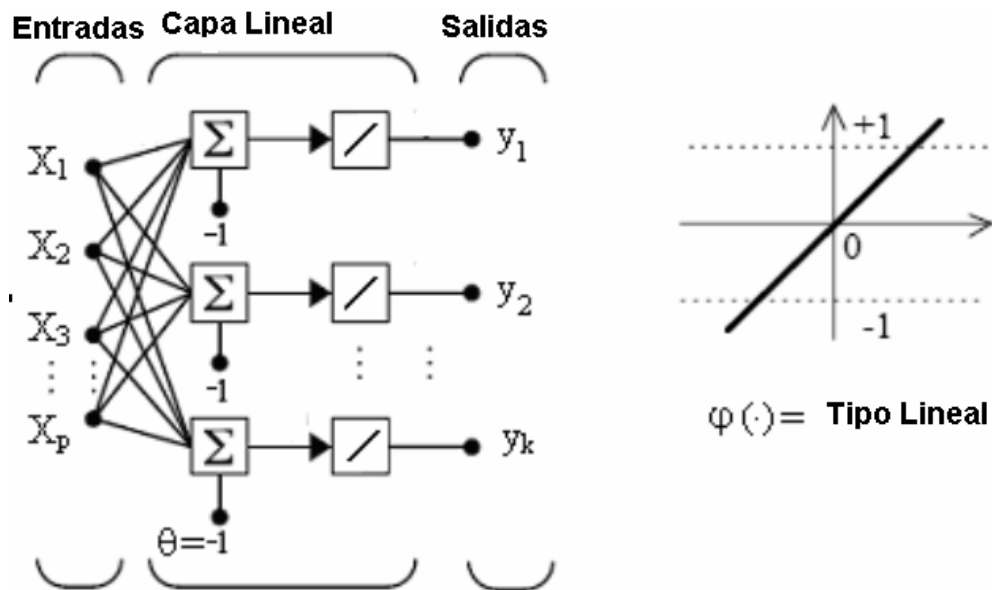 Entradas Capa Lineal Salidas
X₁
X₂
X₃
Xₚ
Σ
-1
Σ
-1
Σ
θ=-1
y₁
y₂
yₖ
+1
0
-1
φ(·)= Tipo Lineal